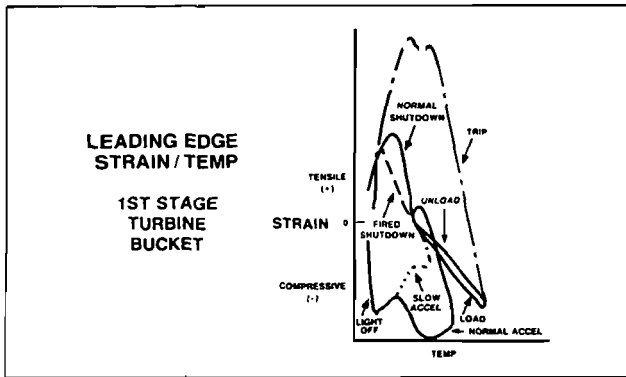 LEADING EDGE
STRAIN / TEMP
1ST STAGE
TURBINE
BUCKET
NORMAL
SHUTDOWN
TRIP
TENSILE
(+)
UNLOAD
STRAIN 0
FIRED
SHUTDOWN
COMPRESSIVE
(-)
SLOW
ACCEL
LIGHT
OFF
LOAD
NORMAL ACCEL
TEMP